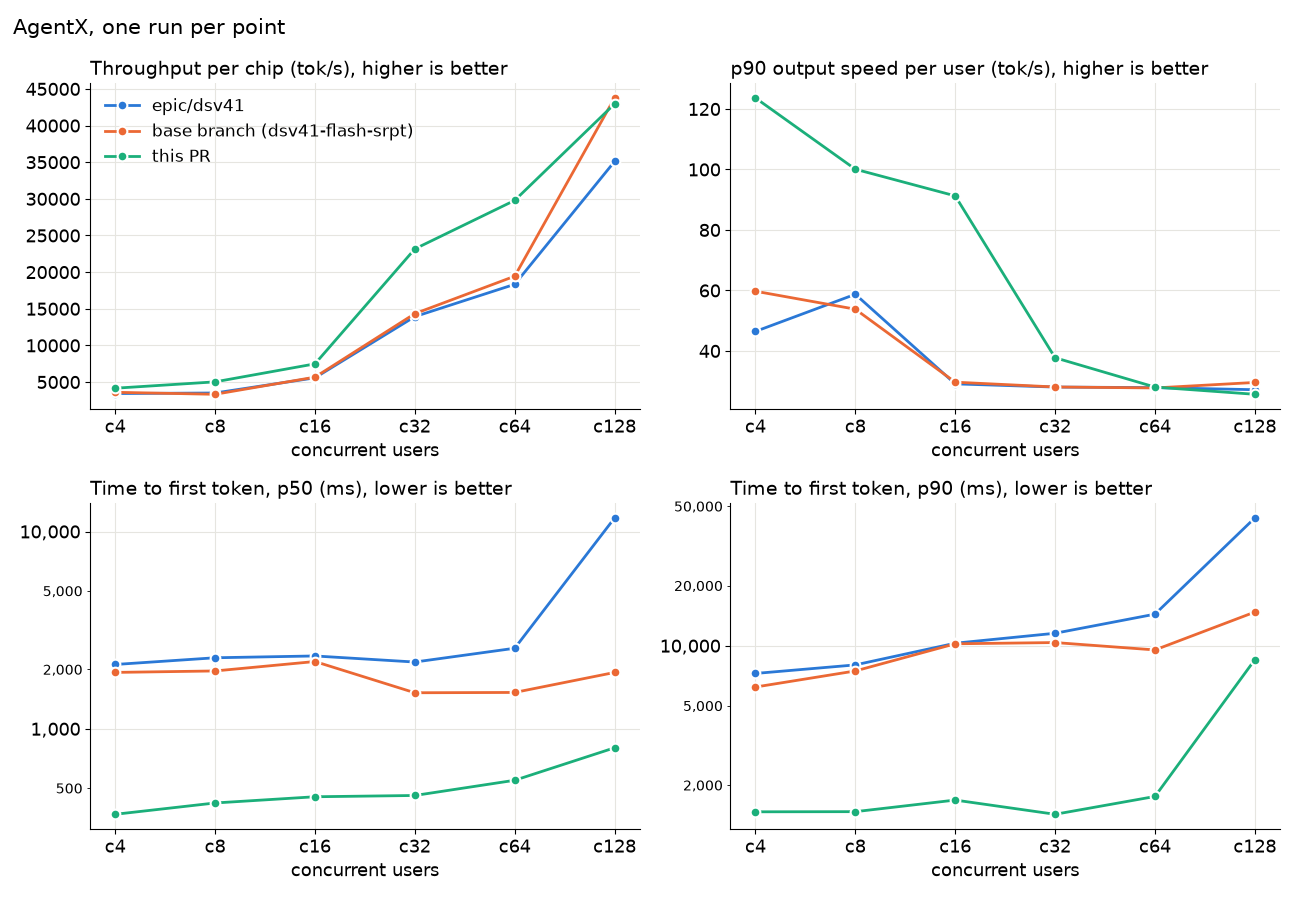 AgentX, one run per point
Throughput per chip (tok/s), higher is better
45000
40000
35000
30000
25000
20000
15000
10000
5000
epic/dsv41
base branch (dsv41-flash-srpt)
this PR
c4 c8 c16 c32 c64 c128
concurrent users
p90 output speed per user (tok/s), higher is better
120
100
80
60
40
c4 c8 c16 c32 c64 c128
concurrent users
Time to first token, p50 (ms), lower is better
10,000
5,000
2,000
1,000
500
c4 c8 c16 c32 c64 c128
concurrent users
Time to first token, p90 (ms), lower is better
50,000
20,000
10,000
5,000
2,000
c4 c8 c16 c32 c64 c128
concurrent users